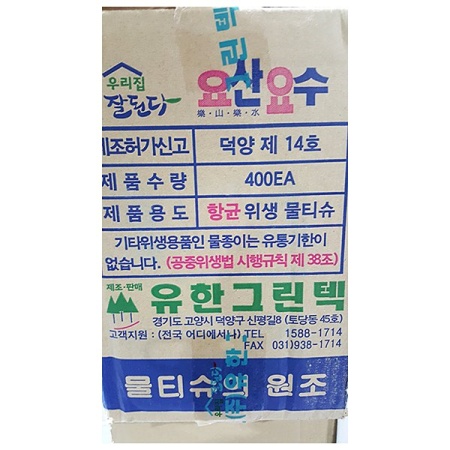 우리집
잘된다
요산요수
樂·山·樂·水
제조허가신고 덕양 제 14호
제 품 수 량 400EA
제 품 용 도 항균 위생 물티슈
기타위생용품인 물종이는 유통기한이
없습니다. (공중위생법 시행규칙 제 38조)
제조·판매
유한그린텍
경기도 고양시 덕양구 신평길8 (토당동 45호)
고객지원 : (전국 어디에서나) TEL 1588-1714
FAX 031)938-1714
물티슈의 원조
(주)유한
그린텍